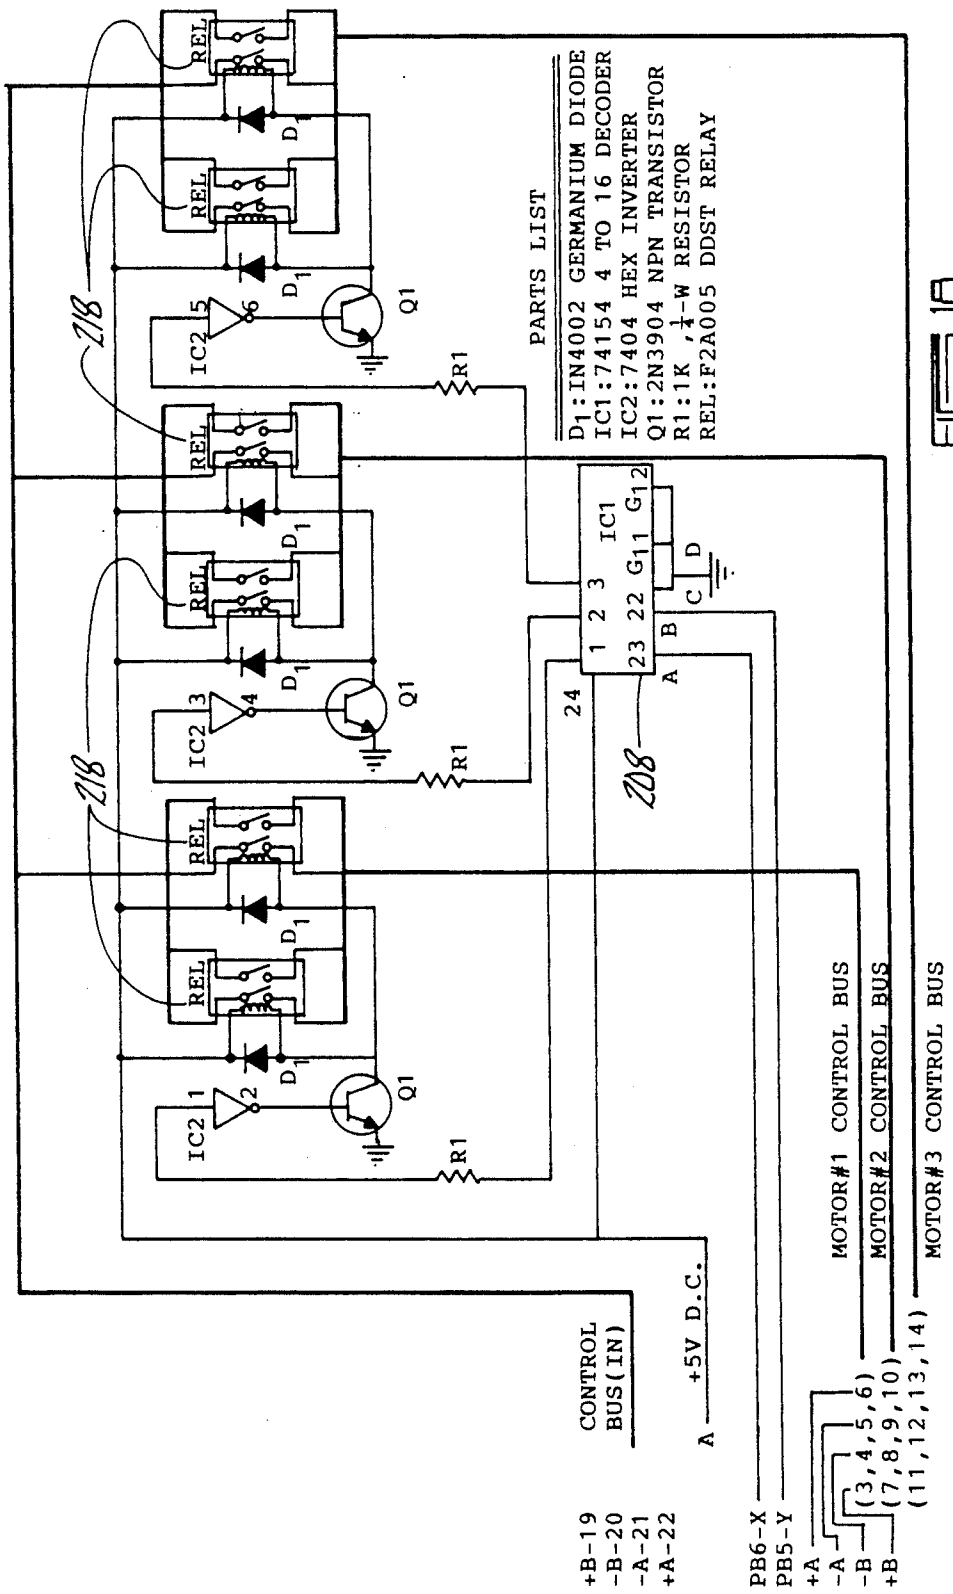 218
218
218
218
REL
REL
REL
REL
REL
REL
D1
D1
D1
D1
D1
D1
IC2 1
2
IC2 3
4
IC2 5
6
Q1
Q1
Q1
R1
R1
R1
PARTS LIST
D1:IN4002 GERMANIUM DIODE
IC1:74154 4 TO 16 DECODER
IC2:7404 HEX INVERTER
Q1:2N3904 NPN TRANSISTOR
R1:1K ,¼-W RESISTOR
REL:F2A005 DDST RELAY
24
1 2 3
IC1
23 22 G11 G12
A B C D
208
CONTROL
BUS(IN)
+B-19
-B-20
-A-21
+A-22
A
+5V D.C.
PB6-X
PB5-Y
+A
-A
-B
+B
(3,4,5,6)
(7,8,9,10)
(11,12,13,14)
MOTOR#1 CONTROL BUS
MOTOR#2 CONTROL BUS
MOTOR#3 CONTROL BUS